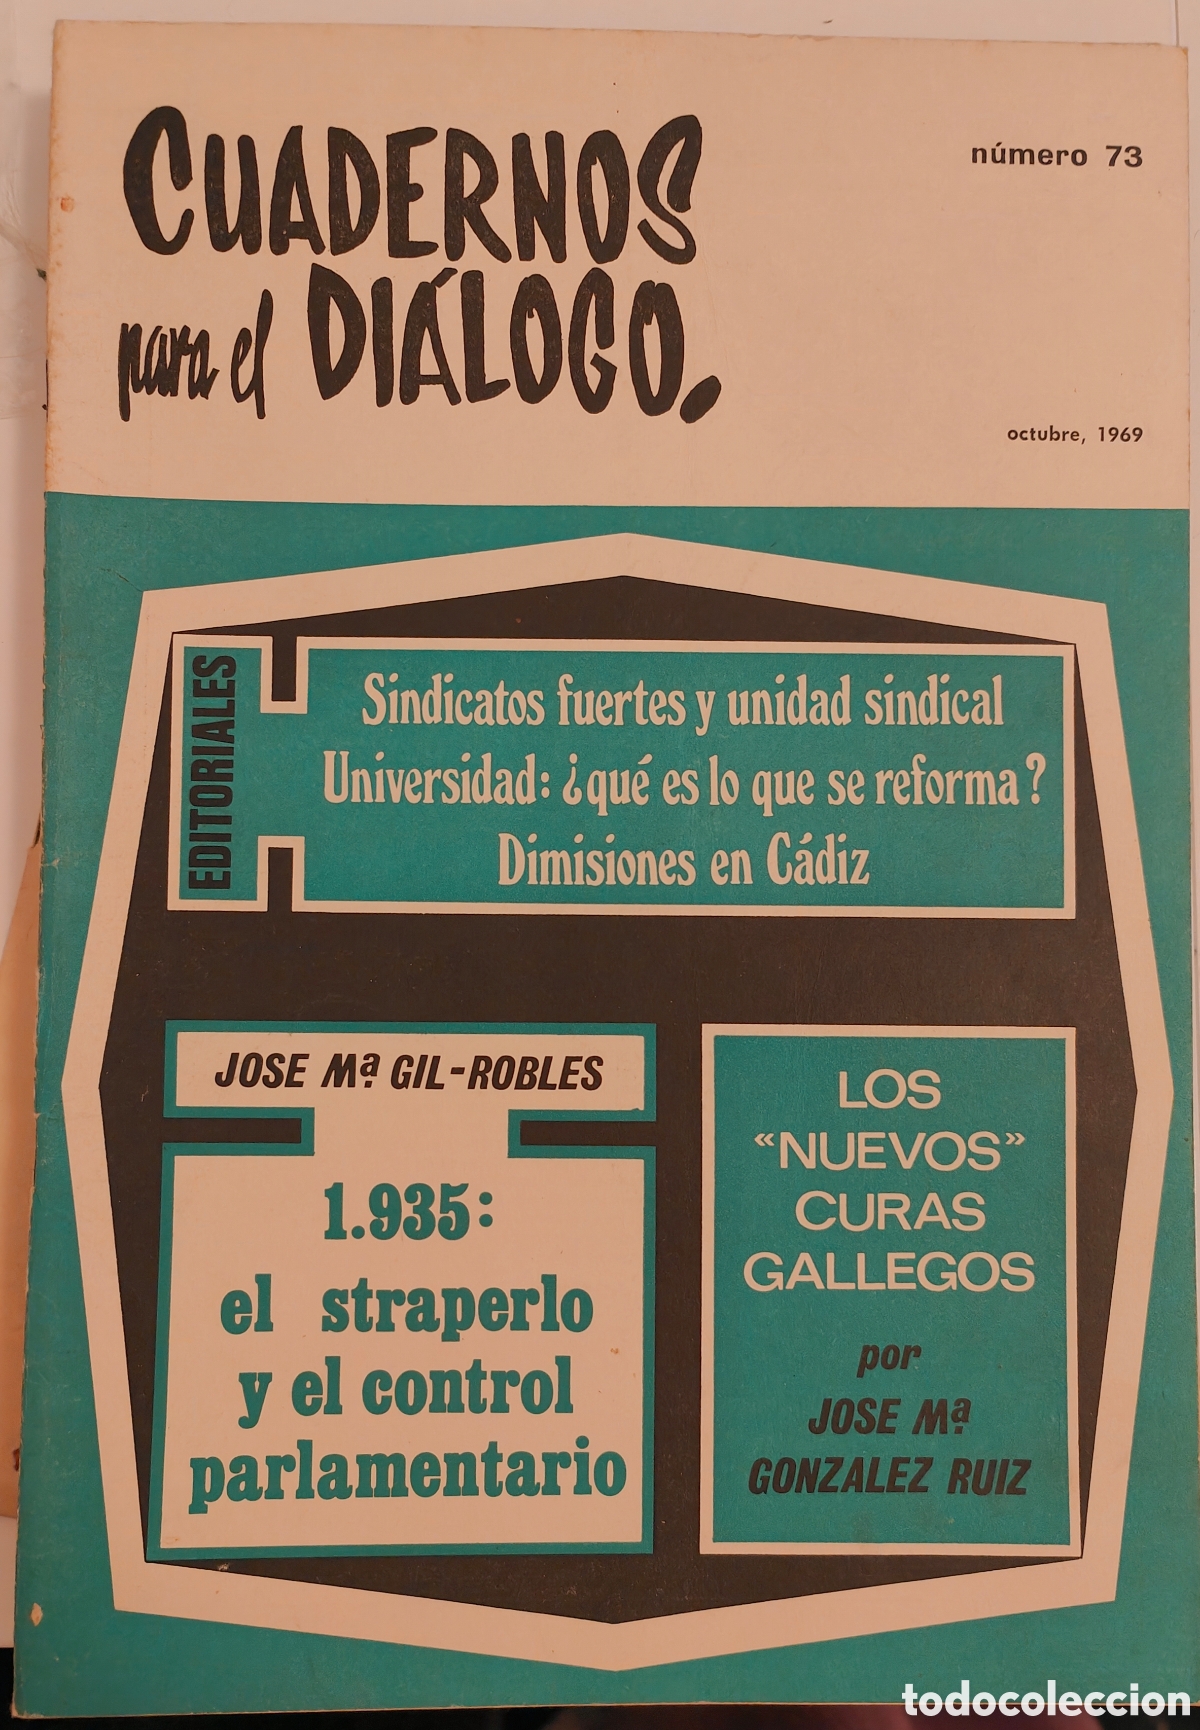 CUADERNOS
para el DIÁLOGO.
número 73
octubre, 1969
EDITORIALES
Sindicatos fuertes y unidad sindical
Universidad: ¿qué es lo que se reforma?
Dimisiones en Cádiz
JOSE Mª GIL-ROBLES
1.935:
el straperlo
y el control
parlamentario
LOS
«NUEVOS»
CURAS
GALLEGOS
por
JOSE Mª
GONZALEZ RUIZ
todocoleccion